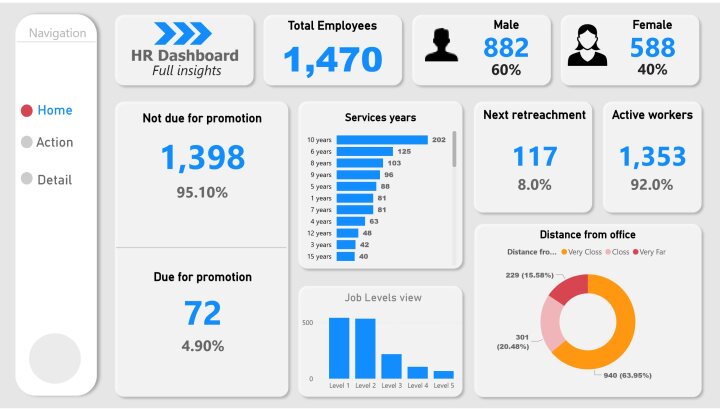 Navigation
Home
Action
Detail
HR Dashboard
Full insights
Total Employees
1,470
Male
882
60%
Female
588
40%
Not due for promotion
1,398
95.10%
Due for promotion
72
4.90%
Services years
10 years 202
6 years 125
8 years 103
9 years 96
5 years 88
1 years 81
7 years 81
4 years 63
12 years 48
3 years 42
15 years 40
Job Levels view
500
0
Level 1 Level 2 Level 3 Level 4 Level 5
Next retreachment
117
8.0%
Active workers
1,353
92.0%
Distance from office
Distance fro... Very Closs Closs Very Far
229 (15.58%)
301
(20.48%)
940 (63.95%)